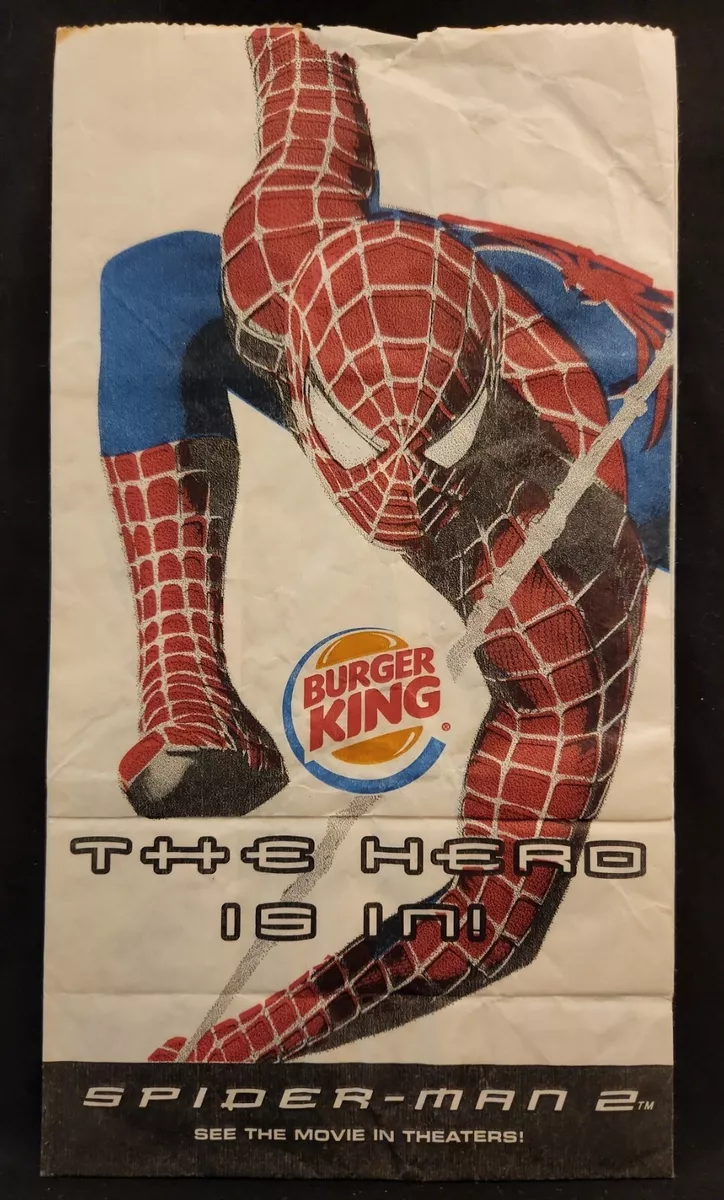 BURGER
KING®
THE HERO
IS IN!
SPIDER-MAN 2™
SEE THE MOVIE IN THEATERS!